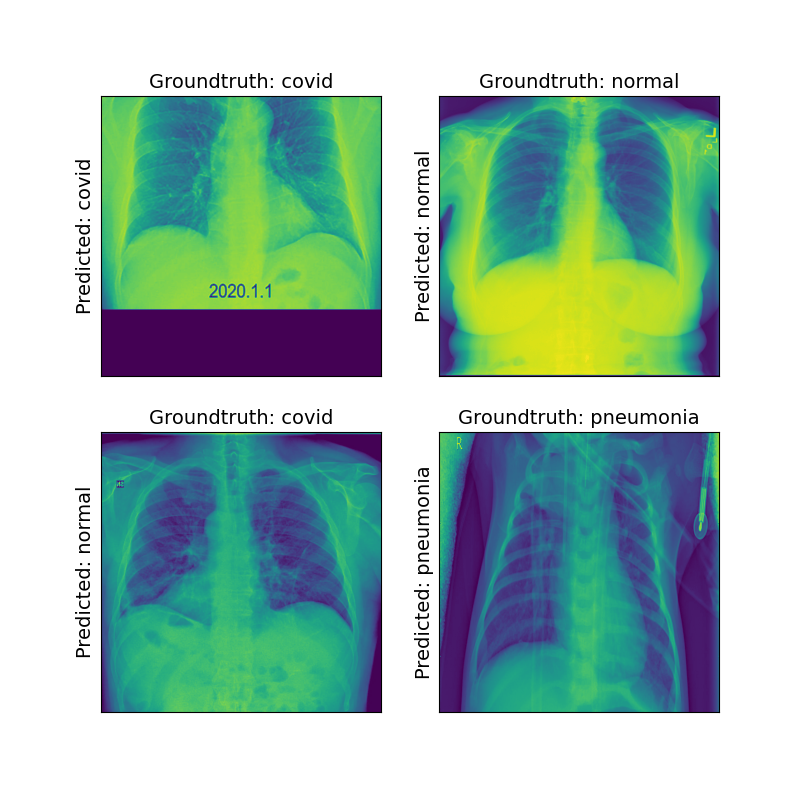 Groundtruth: covid
Predicted: covid
2020.1.1
Groundtruth: normal
Predicted: normal
L
Groundtruth: covid
Predicted: normal
Groundtruth: pneumonia
Predicted: pneumonia
R